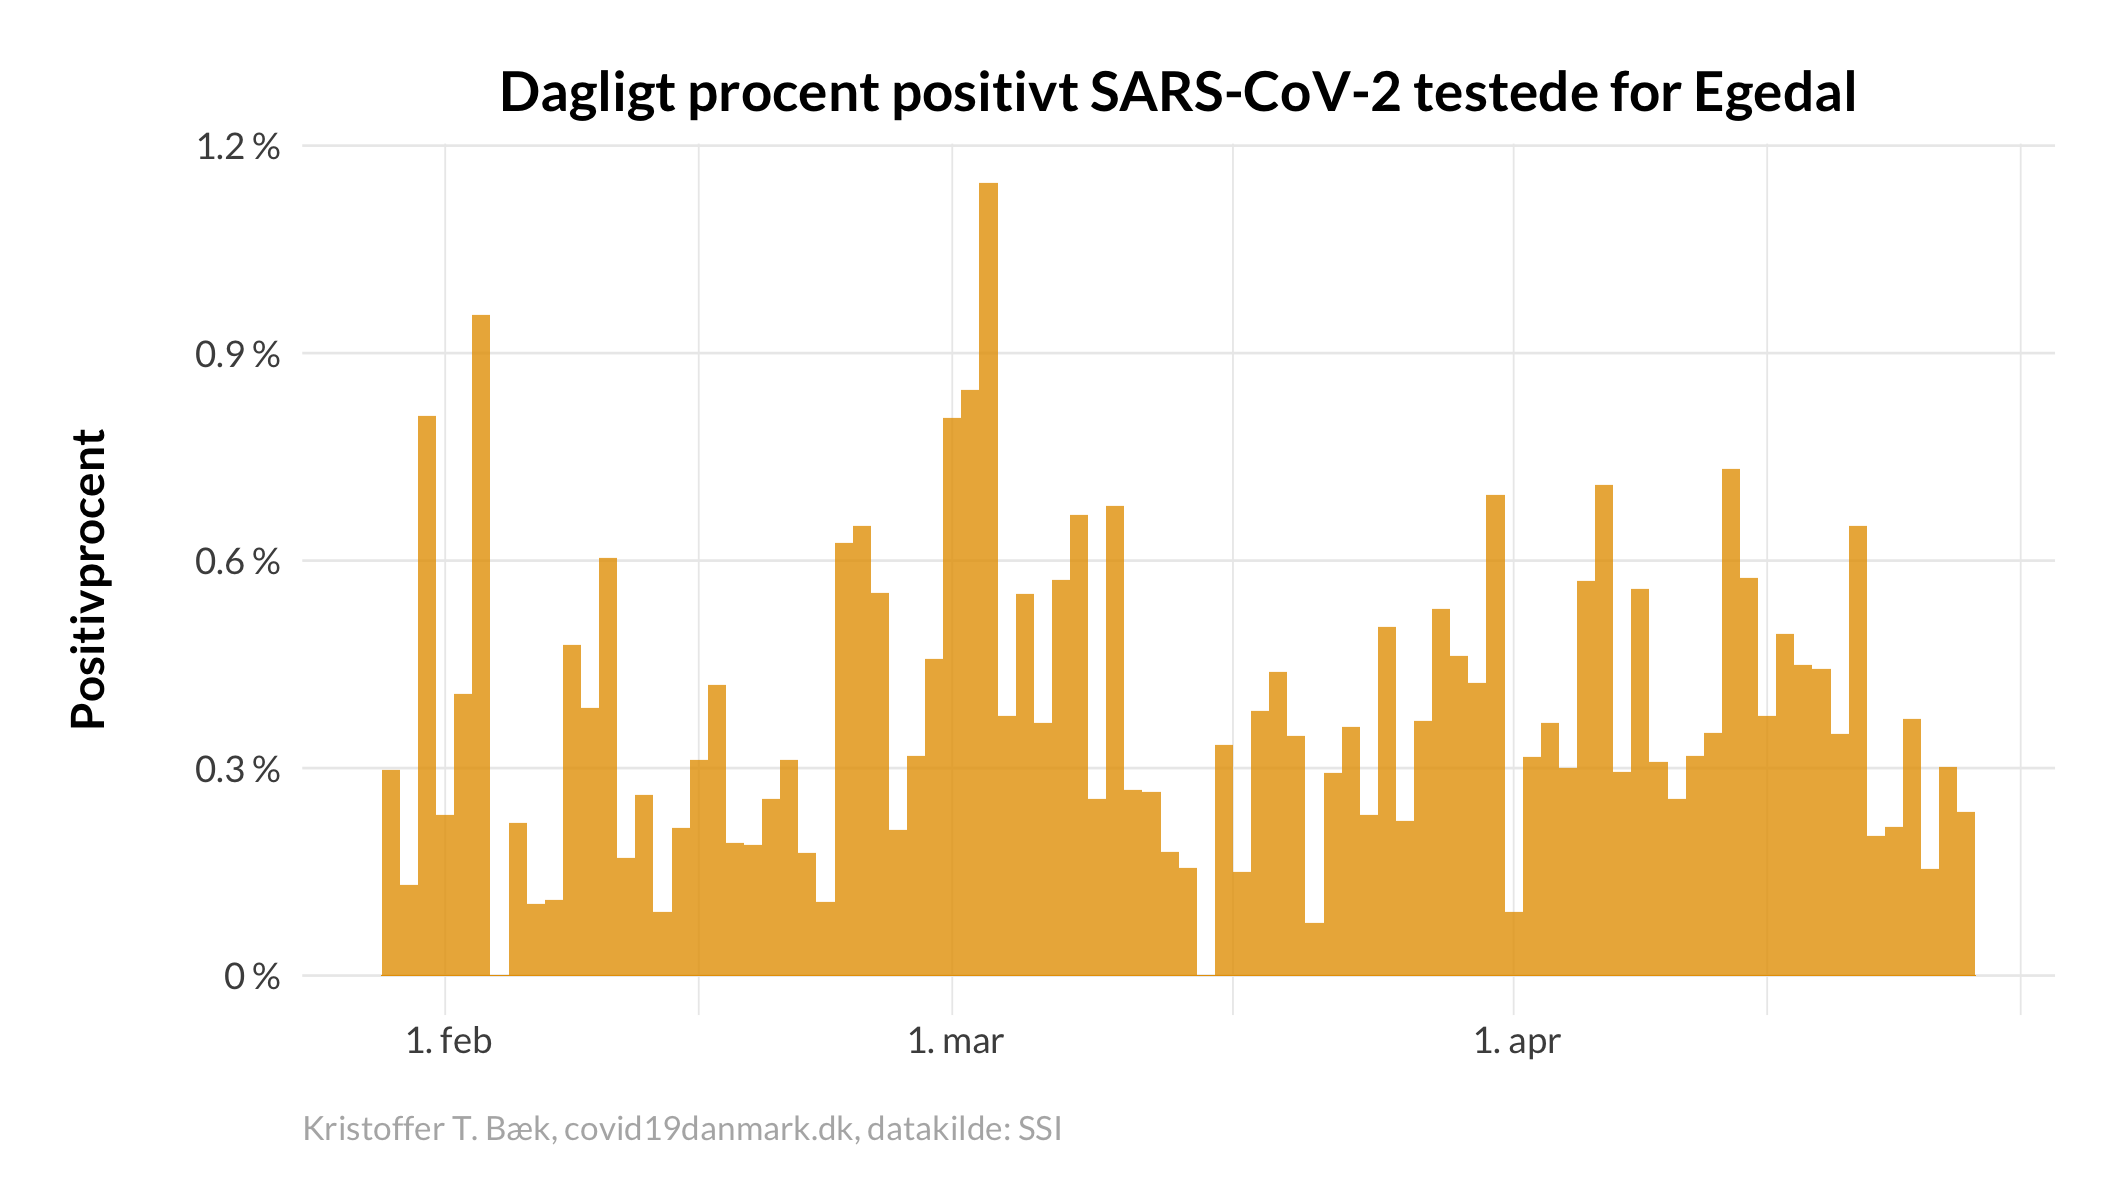 Dagligt procent positivt SARS-CoV-2 testede for Egedal
Positivprocent
1.2 %
0.9 %
0.6 %
0.3 %
0 %
1. feb
1. mar
1. apr
Kristoffer T. Bæk, covid19danmark.dk, datakilde: SSI